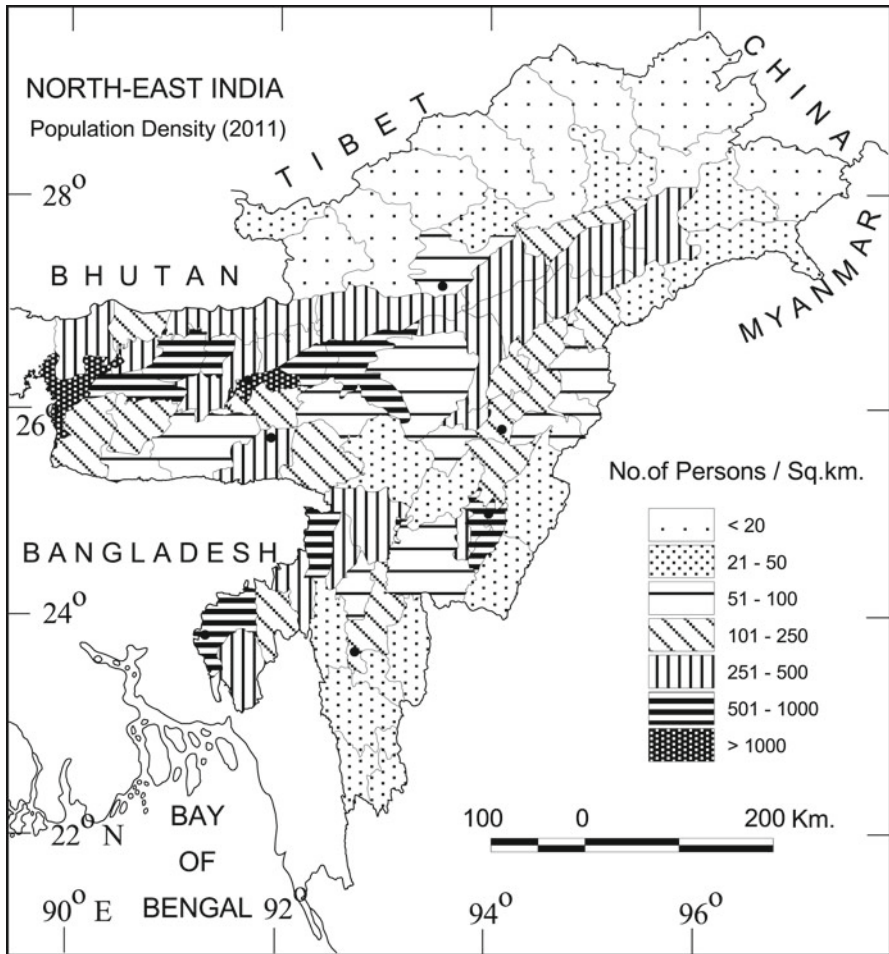 NORTH-EAST INDIA
Population Density (2011)
TIBET
CHINA
28°
BHUTAN
MYANMAR
26°
No.of Persons / Sq.km.
< 20
21 - 50
BANGLADESH
51 - 100
24°
101 - 250
251 - 500
501 - 1000
> 1000
100 0 200 Km.
22° N
BAY
OF
BENGAL
90° E
92°
94°
96°